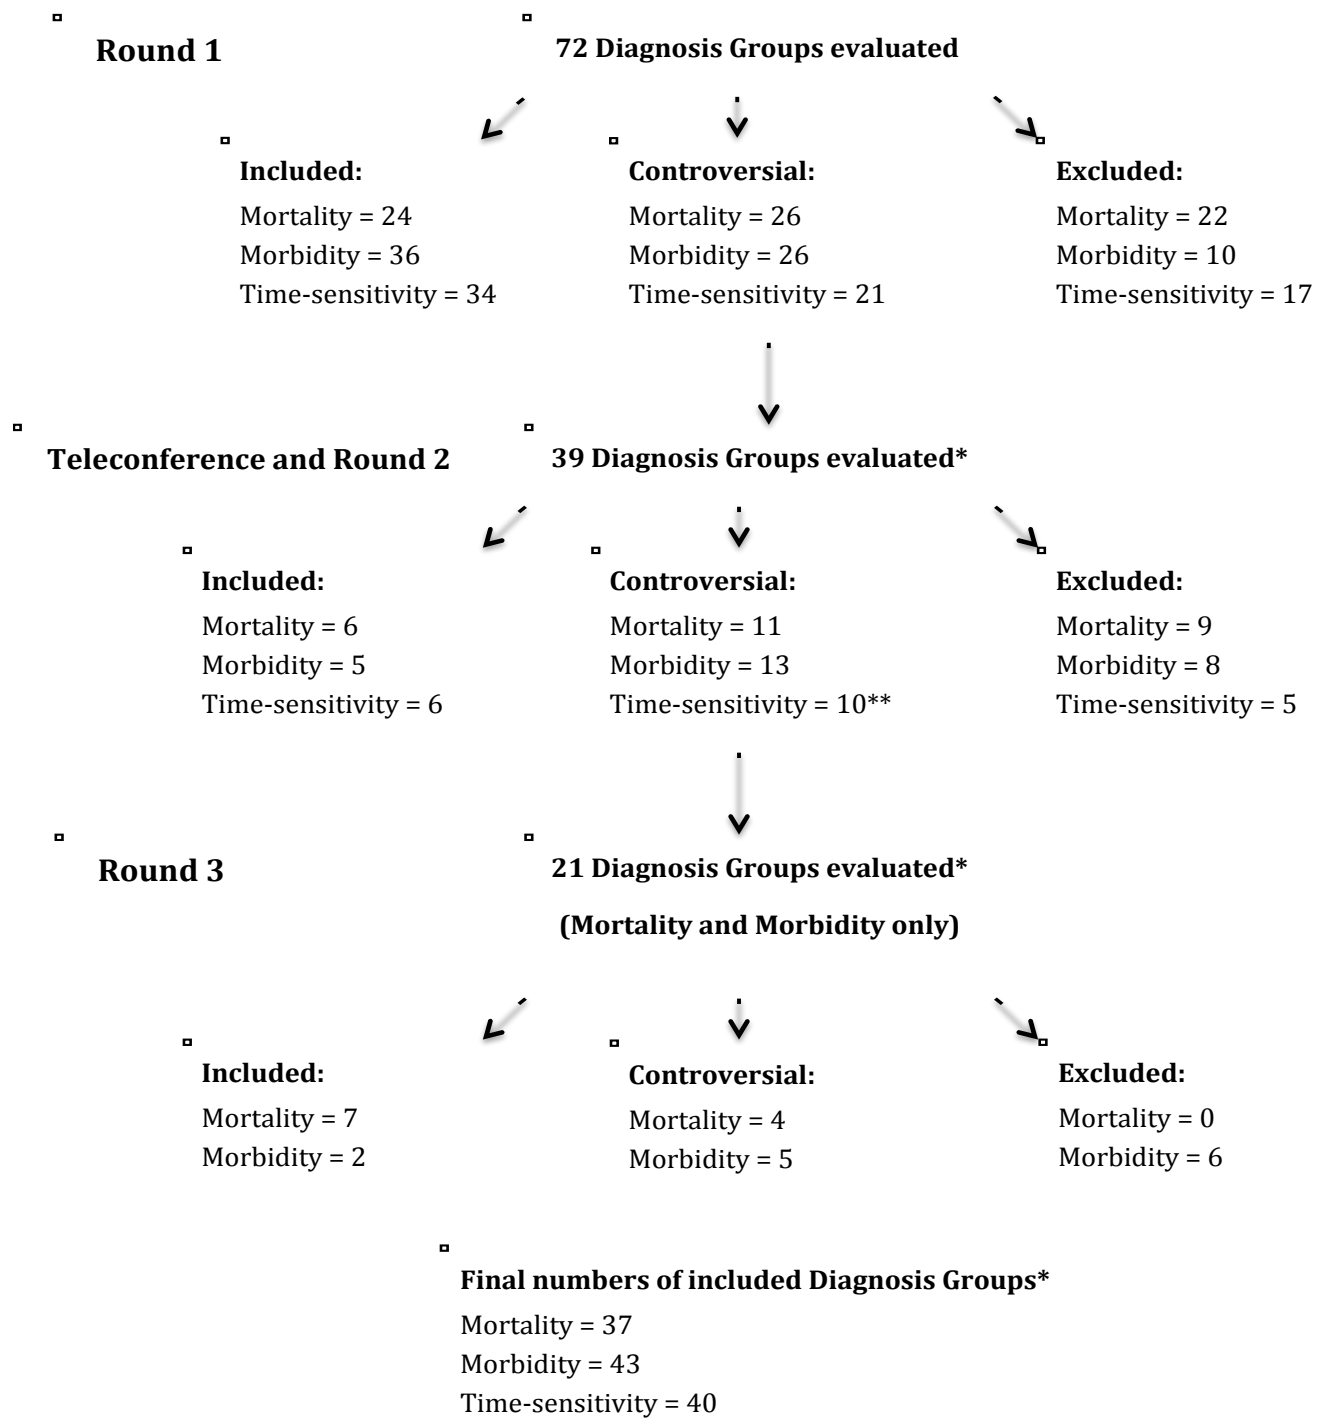 Round 1
72 Diagnosis Groups evaluated
Included:
Mortality = 24
Morbidity = 36
Time-sensitivity = 34
Controversial:
Mortality = 26
Morbidity = 26
Time-sensitivity = 21
Excluded:
Mortality = 22
Morbidity = 10
Time-sensitivity = 17
Teleconference and Round 2
39 Diagnosis Groups evaluated*
Included:
Mortality = 6
Morbidity = 5
Time-sensitivity = 6
Controversial:
Mortality = 11
Morbidity = 13
Time-sensitivity = 10**
Excluded:
Mortality = 9
Morbidity = 8
Time-sensitivity = 5
Round 3
21 Diagnosis Groups evaluated*
(Mortality and Morbidity only)
Included:
Mortality = 7
Morbidity = 2
Controversial:
Mortality = 4
Morbidity = 5
Excluded:
Mortality = 0
Morbidity = 6
Final numbers of included Diagnosis Groups*
Mortality = 37
Morbidity = 43
Time-sensitivity = 40